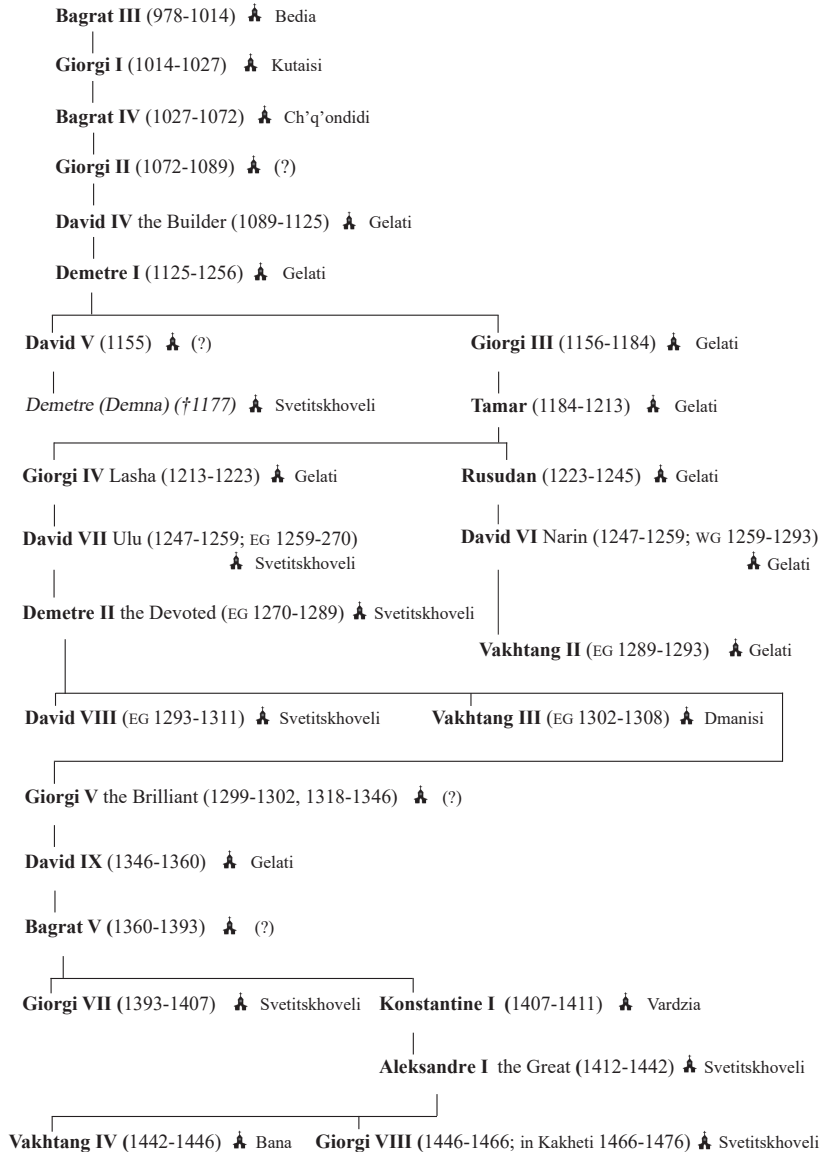 Bagrat III (978-1014) Bedia
Giorgi I (1014-1027) Kutaisi
Bagrat IV (1027-1072) Ch'q'ondidi
Giorgi II (1072-1089) (?)
David IV the Builder (1089-1125) Gelati
Demetre I (1125-1256) Gelati
David V (1155) (?) Giorgi III (1156-1184) Gelati
Demetre (Demna) (†1177) Svetitskhoveli Tamar (1184-1213) Gelati
Giorgi IV Lasha (1213-1223) Gelati Rusudan (1223-1245) Gelati
David VII Ulu (1247-1259; EG 1259-270) David VI Narin (1247-1259; WG 1259-1293)
Svetitskhoveli Gelati
Demetre II the Devoted (EG 1270-1289) Svetitskhoveli
Vakhtang II (EG 1289-1293) Gelati
David VIII (EG 1293-1311) Svetitskhoveli Vakhtang III (EG 1302-1308) Dmanisi
Giorgi V the Brilliant (1299-1302, 1318-1346) (?)
David IX (1346-1360) Gelati
Bagrat V (1360-1393) (?)
Giorgi VII (1393-1407) Svetitskhoveli Konstantine I (1407-1411) Vardzia
Aleksandre I the Great (1412-1442) Svetitskhoveli
Vakhtang IV (1442-1446) Bana Giorgi VIII (1446-1466; in Kakheti 1466-1476) Svetitskhoveli